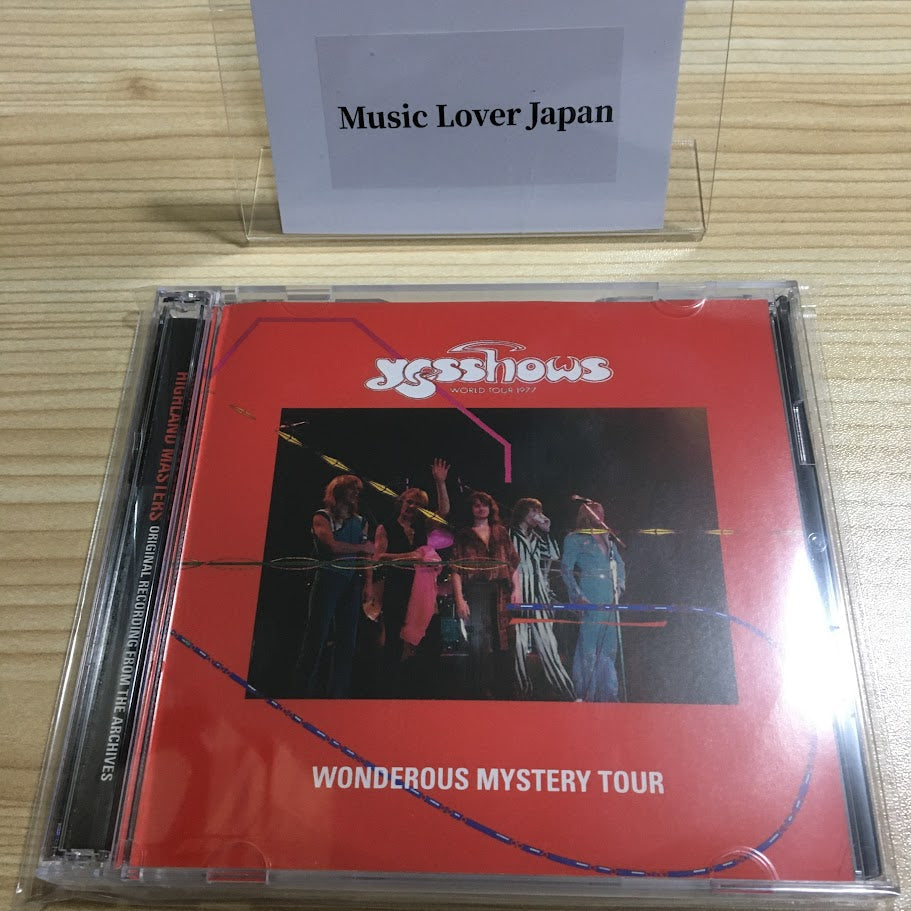 Music Lover Japan
yesshows
WORLD TOUR 1977
HIGHLAND MASTERS ORIGINAL RECORDING FROM THE ARCHIVES
WONDEROUS MYSTERY TOUR